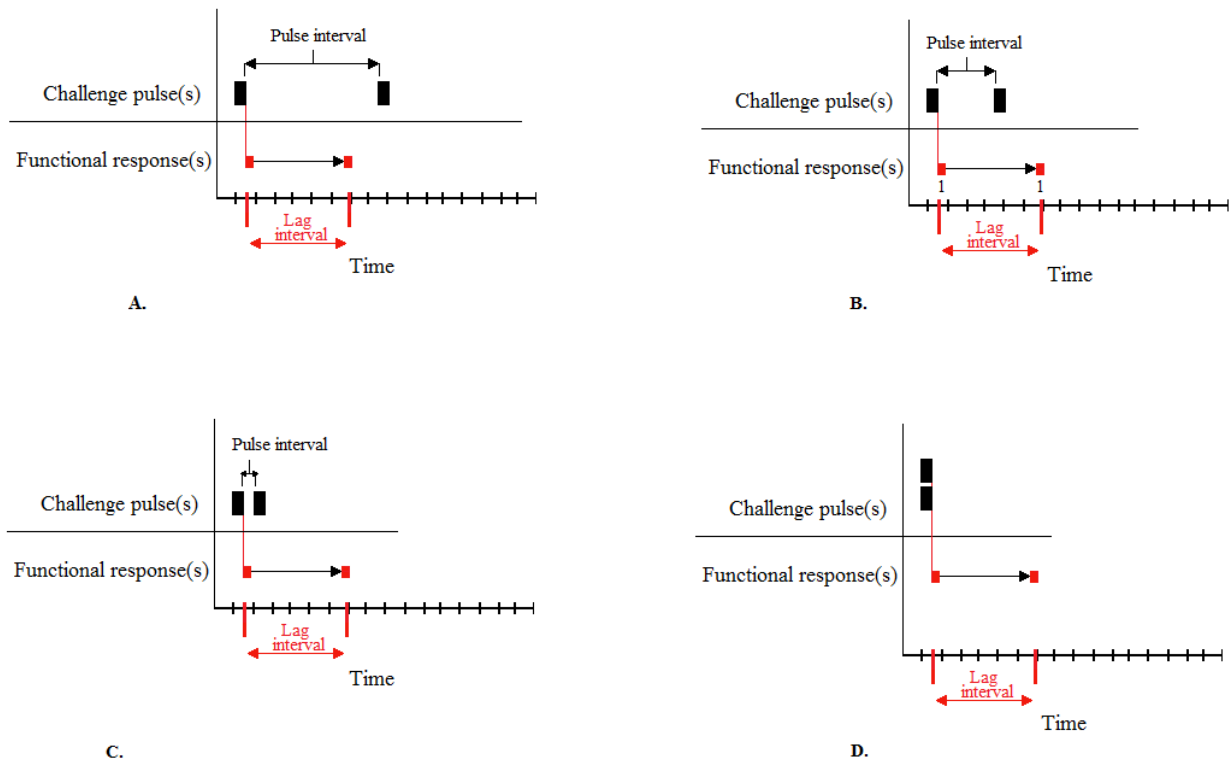 Pulse interval
Challenge pulse(s)
Functional response(s)
Lag
interval
Time
A.
Pulse interval
Challenge pulse(s)
Functional response(s)
1 1
Lag
interval
Time
B.
Pulse interval
Challenge pulse(s)
Functional response(s)
Lag
interval
Time
C.
Challenge pulse(s)
Functional response(s)
Lag
interval
Time
D.